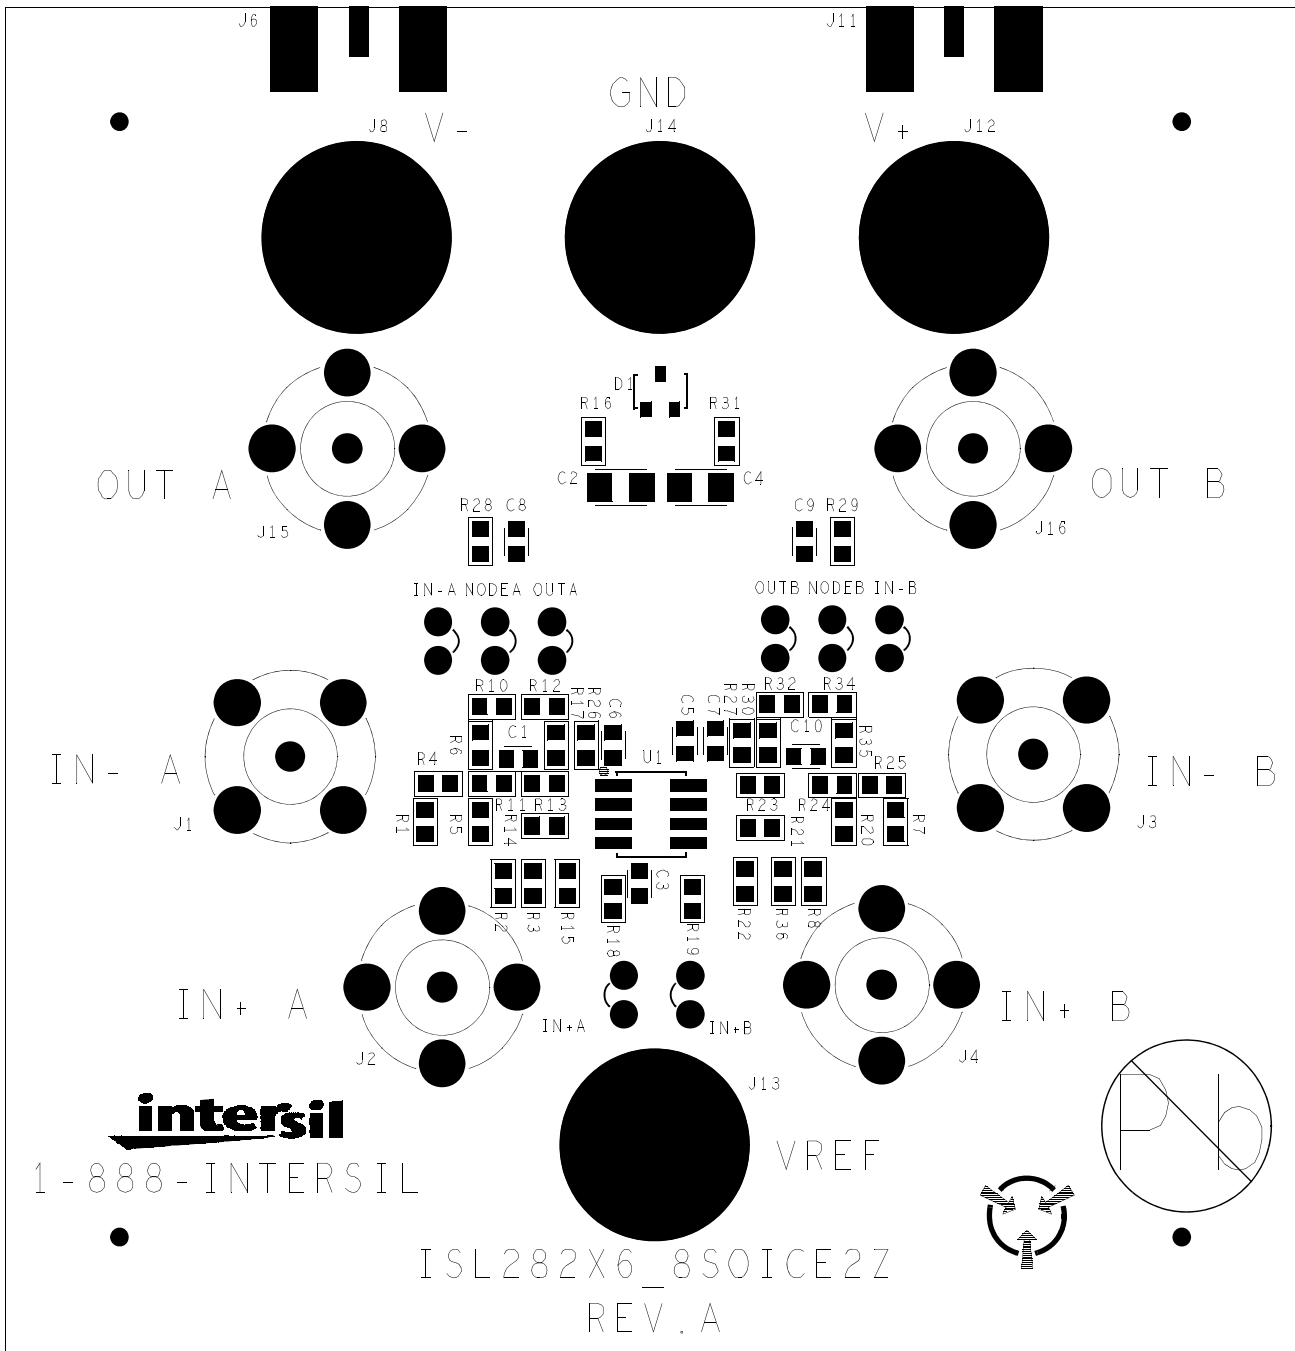 J6
J11
GND
J8
V-
J14
V+
J12
D1
R16
R31
C2
C4
OUT A
OUT B
J15
J16
R28
C8
C9
R29
IN-A NODEA OUTA
OUTB NODEB IN-B
R10
R12
R17
R26
C6
C5
C7
R27
R30
R32
R34
R6
C1
C10
R35
U1
IN- A
R4
R25
IN- B
R11
R13
R23
R24
J1
R1
R5
R14
R21
R20
R7
J3
C3
R2
R3
R15
R18
R19
R22
R36
R8
IN+ A
IN+ B
IN+A
IN+B
J2
J4
J13
intersil
VREF
Pb
1-888-INTERSIL
ISL282X6_8SOICE2Z
REV.A